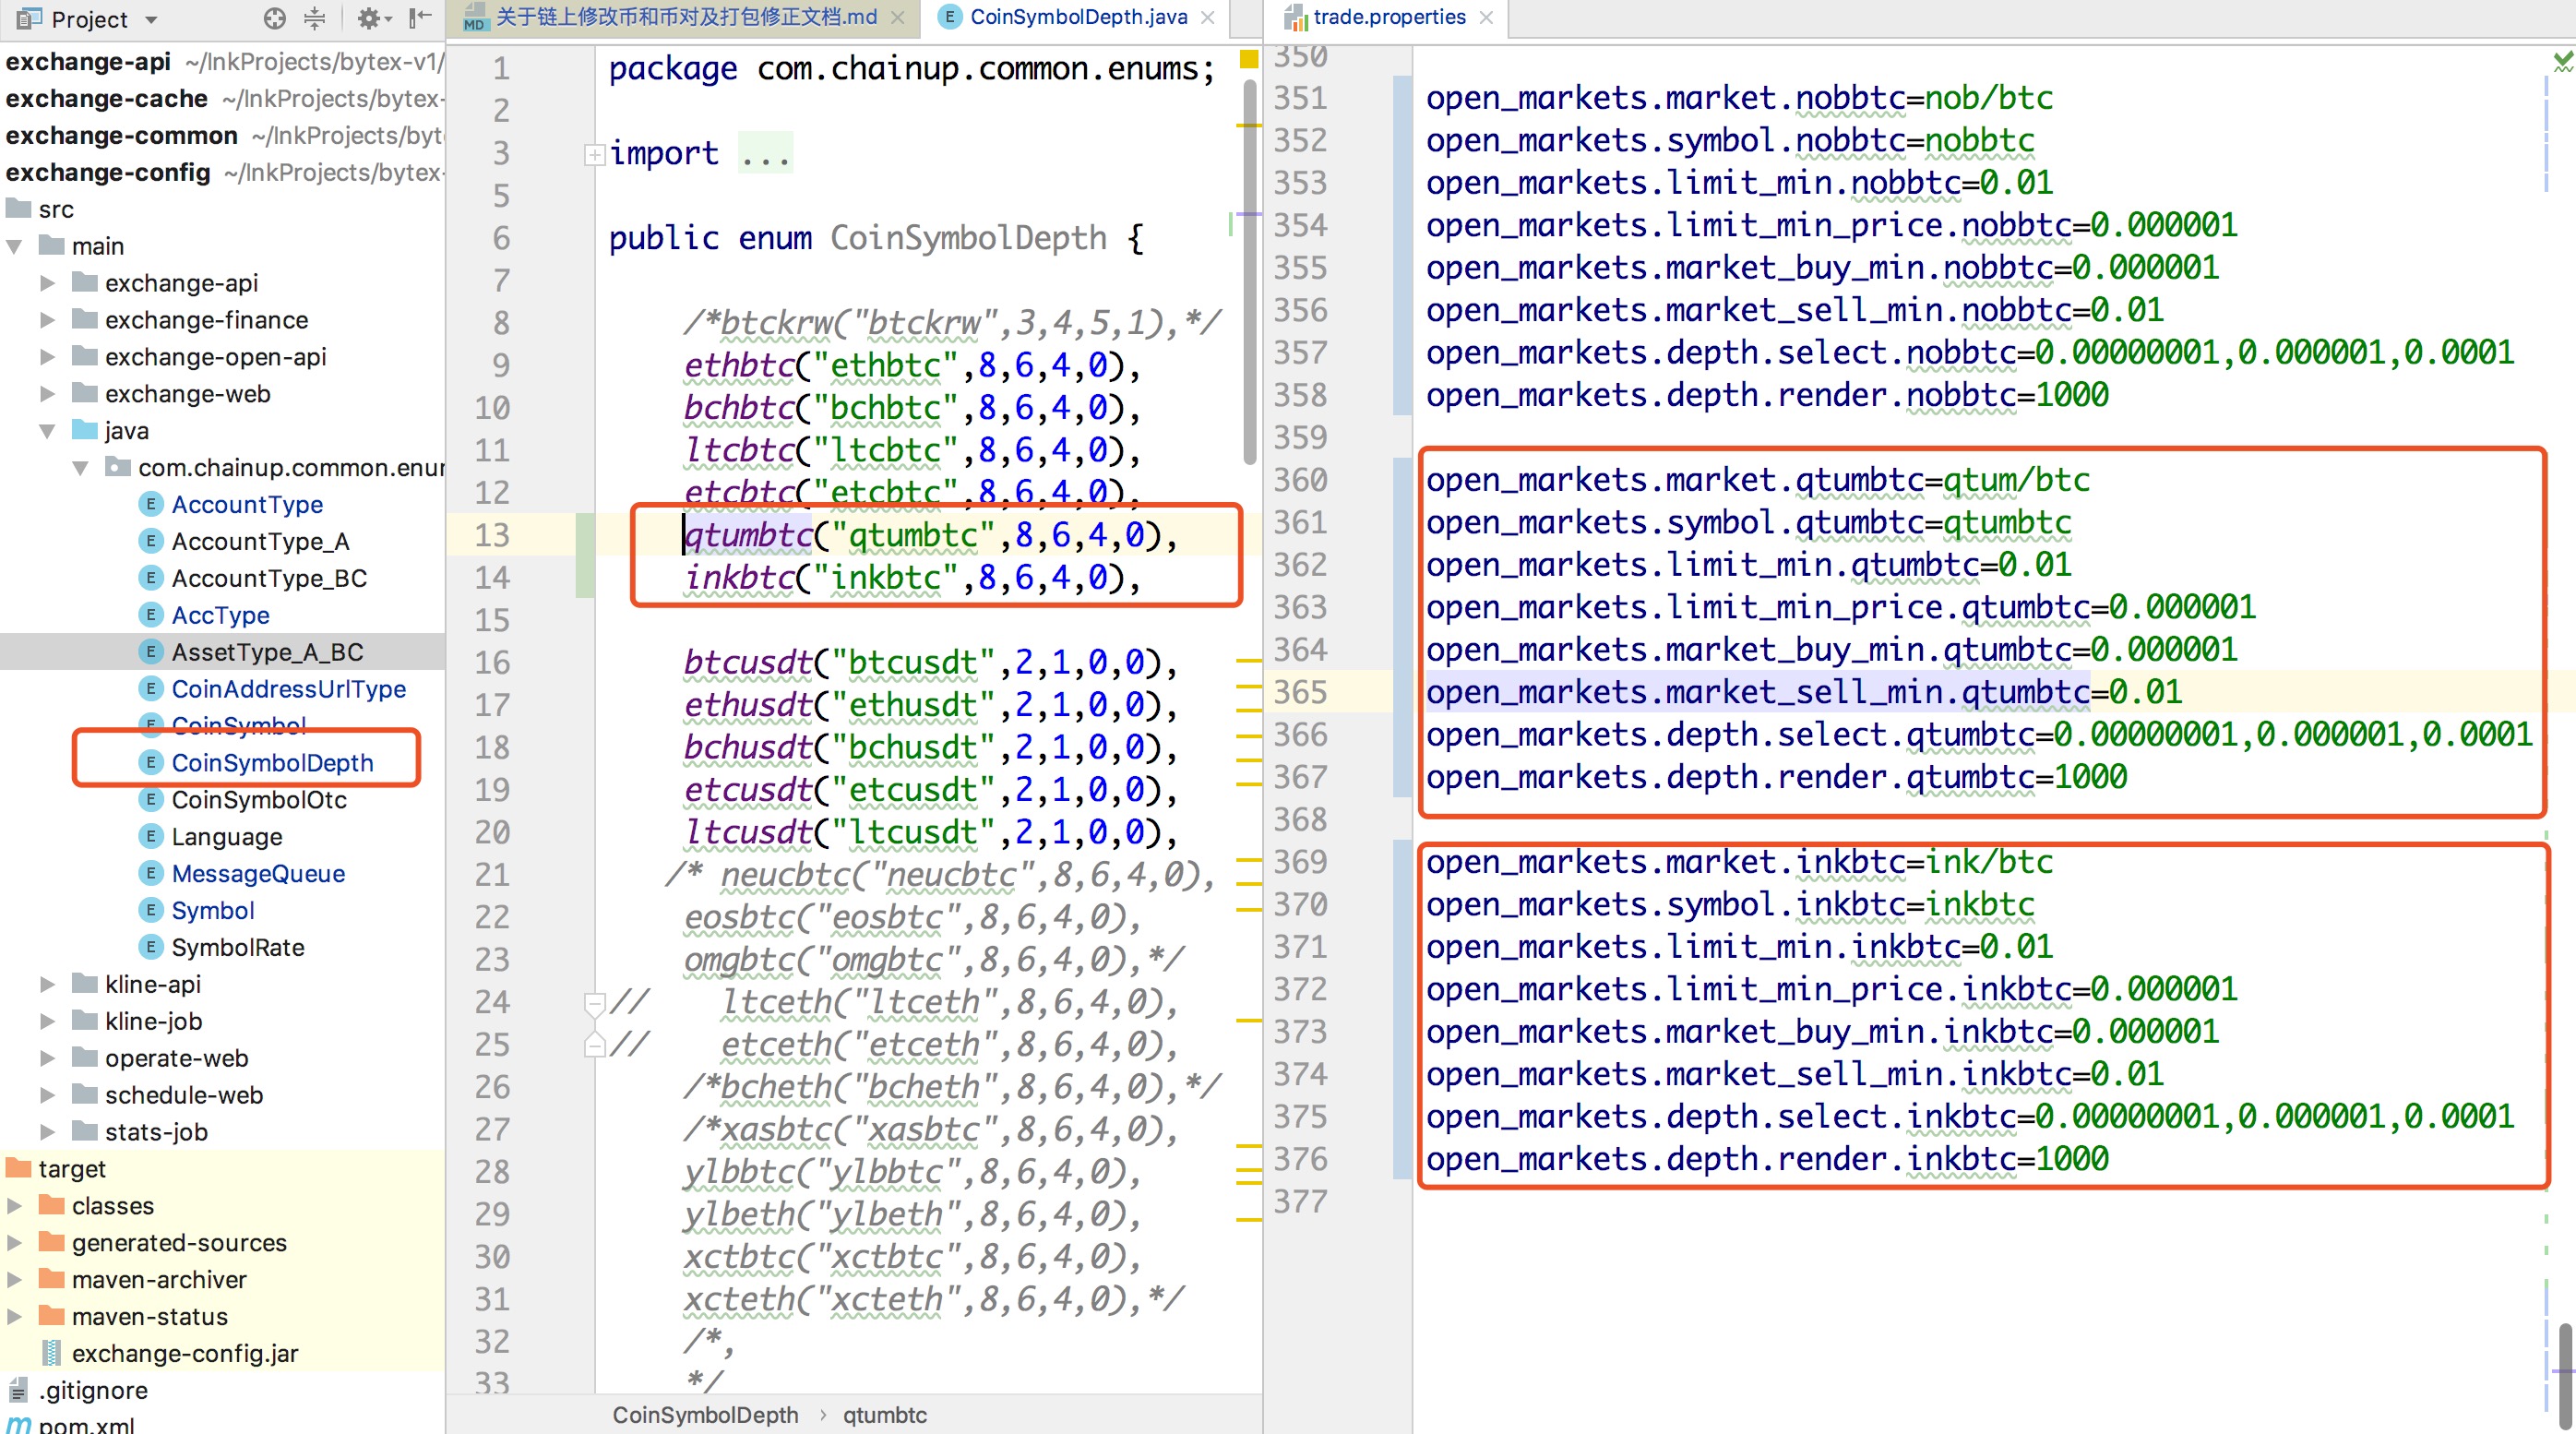 Project
exchange-api ~/InkProjects/bytex-v1/
exchange-cache ~/InkProjects/bytex-
exchange-common ~/InkProjects/byt
exchange-config ~/InkProjects/bytex-
src
main
exchange-api
exchange-finance
exchange-open-api
exchange-web
java
com.chainup.common.enur
AccountType
AccountType_A
AccountType_BC
AccType
AssetType_A_BC
CoinAddressUrlType
CoinSymbol
CoinSymbolDepth
CoinSymbolOtc
Language
MessageQueue
Symbol
SymbolRate
kline-api
kline-job
operate-web
schedule-web
stats-job
target
classes
generated-sources
maven-archiver
maven-status
exchange-config.jar
.gitignore
pom.xml
关于链上修改币和币对及打包修正文档.md
CoinSymbolDepth.java
1 package com.chainup.common.enums;
2
3 import ...
5
6 public enum CoinSymbolDepth {
7
8 /*btckrw("btckrw",3,4,5,1),*/
9 ethbtc("ethbtc",8,6,4,0),
10 bchbtc("bchbtc",8,6,4,0),
11 ltcbtc("ltcbtc",8,6,4,0),
12 etcbtc("etcbtc",8,6,4,0),
13 qtumbtc("qtumbtc",8,6,4,0),
14 inkbtc("inkbtc",8,6,4,0),
15
16 btcusdt("btcusdt",2,1,0,0),
17 ethusdt("ethusdt",2,1,0,0),
18 bchusdt("bchusdt",2,1,0,0),
19 etcusdt("etcusdt",2,1,0,0),
20 ltcusdt("ltcusdt",2,1,0,0),
21 /* neucbtc("neucbtc",8,6,4,0),
22 eosbtc("eosbtc",8,6,4,0),
23 omgbtc("omgbtc",8,6,4,0),*/
24 // ltceth("ltceth",8,6,4,0),
25 // etceth("etceth",8,6,4,0),
26 /*bcheth("bcheth",8,6,4,0),*/
27 /*xasbtc("xasbtc",8,6,4,0),
28 ylbbtc("ylbbtc",8,6,4,0),
29 ylbeth("ylbeth",8,6,4,0),
30 xctbtc("xctbtc",8,6,4,0),
31 xcteth("xcteth",8,6,4,0),*/
32 /*,
33 */
CoinSymbolDepth › qtumbtc
trade.properties
350
351 open_markets.market.nobbtc=nob/btc
352 open_markets.symbol.nobbtc=nobbtc
353 open_markets.limit_min.nobbtc=0.01
354 open_markets.limit_min_price.nobbtc=0.000001
355 open_markets.market_buy_min.nobbtc=0.000001
356 open_markets.market_sell_min.nobbtc=0.01
357 open_markets.depth.select.nobbtc=0.00000001,0.000001,0.0001
358 open_markets.depth.render.nobbtc=1000
359
360 open_markets.market.qtumbtc=qtum/btc
361 open_markets.symbol.qtumbtc=qtumbtc
362 open_markets.limit_min.qtumbtc=0.01
363 open_markets.limit_min_price.qtumbtc=0.000001
364 open_markets.market_buy_min.qtumbtc=0.000001
365 open_markets.market_sell_min.qtumbtc=0.01
366 open_markets.depth.select.qtumbtc=0.00000001,0.000001,0.0001
367 open_markets.depth.render.qtumbtc=1000
368
369 open_markets.market.inkbtc=ink/btc
370 open_markets.symbol.inkbtc=inkbtc
371 open_markets.limit_min.inkbtc=0.01
372 open_markets.limit_min_price.inkbtc=0.000001
373 open_markets.market_buy_min.inkbtc=0.000001
374 open_markets.market_sell_min.inkbtc=0.01
375 open_markets.depth.select.inkbtc=0.00000001,0.000001,0.0001
376 open_markets.depth.render.inkbtc=1000
377